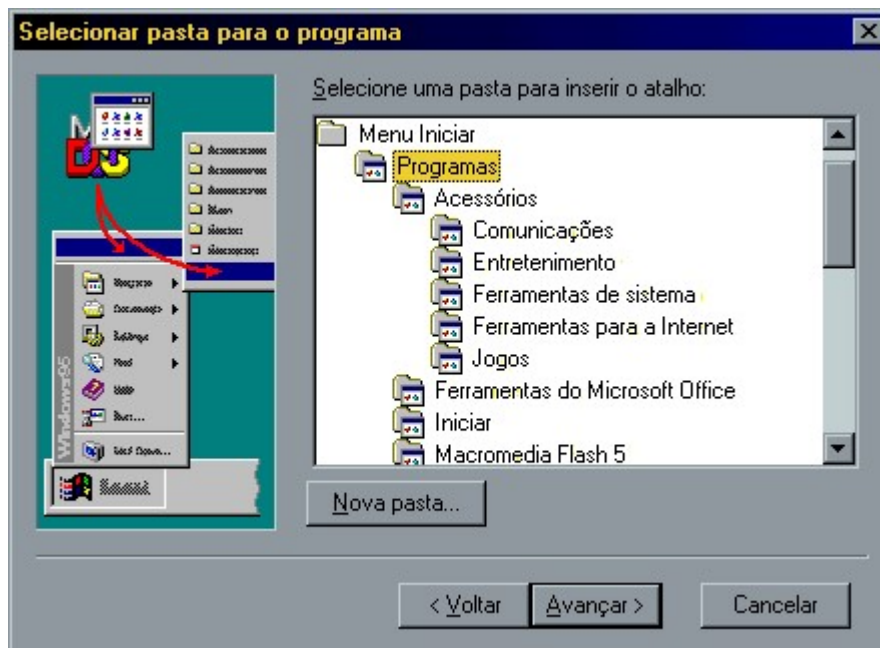 Selecionar pasta para o programa
Selecione uma pasta para inserir o atalho:
Menu Iniciar
Programas
Acessórios
Comunicações
Entretenimento
Ferramentas de sistema
Ferramentas para a Internet
Jogos
Ferramentas do Microsoft Office
Iniciar
Macromedia Flash 5
Windows95
Nova pasta...
< Voltar
Avançar >
Cancelar